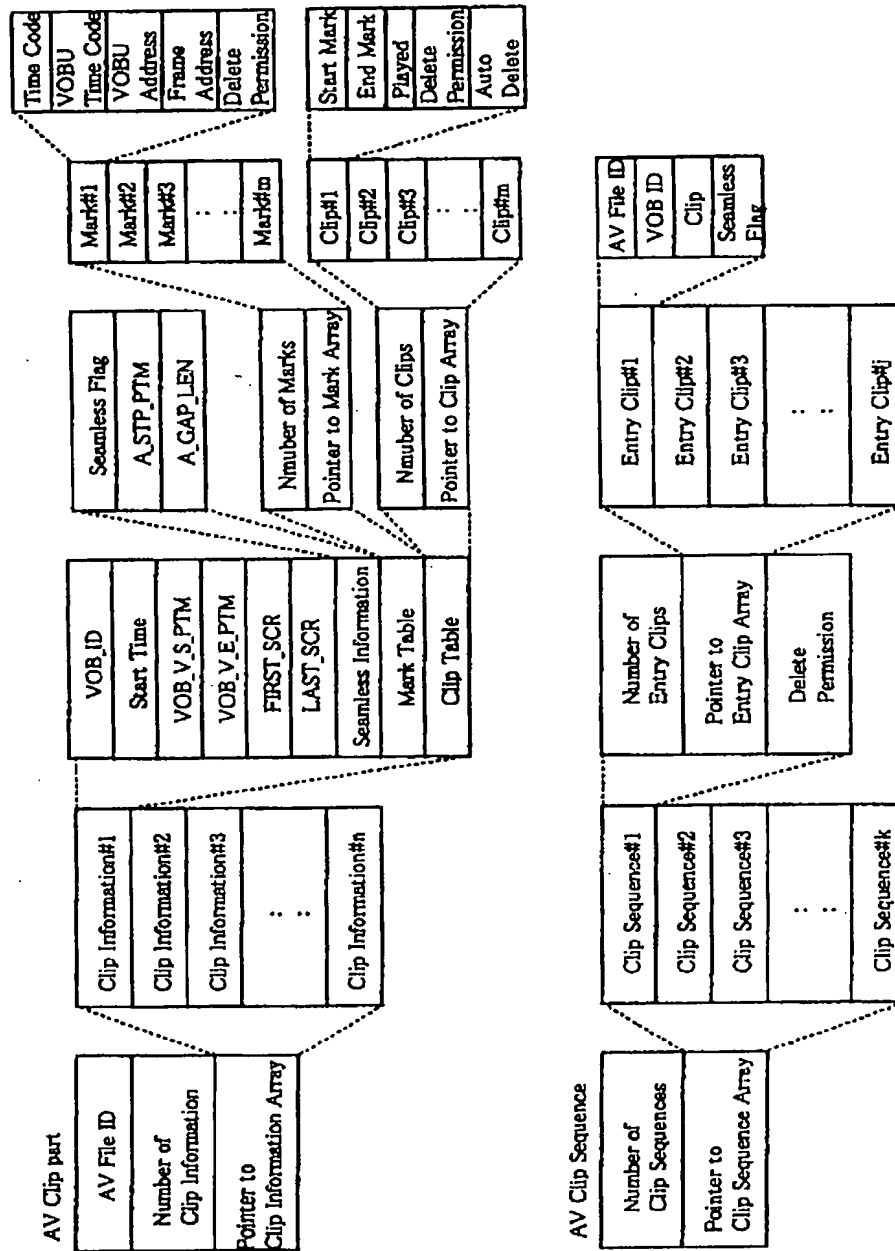 AV Clip part
AV File ID
Number of
Clip Information
Pointer to
Clip Information Array
Clip Information#1
Clip Information#2
Clip Information#3
: :
Clip Information#n
VOB_ID
Start Time
VOB_V_S_PTM
VOB_V_E_PTM
FIRST_SCR
LAST_SCR
Seamless Information
Mark Table
Clip Table
Seamless Flag
A_STP_PTM
A_GAP_LEN
Nmuber of Marks
Pointer to Mark Array
Nmuber of Clips
Pointer to Clip Array
Mark#1
Mark#2
Mark#3
: :
Mark#m
Clip#1
Clip#2
Clip#3
: :
Clip#m
Time Code
VOBU
Time Code
VOBU
Address
Frame
Address
Delete
Permission
Start Mark
End Mark
Played
Delete
Permission
Auto
Delete
AV Clip Sequence
Number of
Clip Sequences
Pointer to
Clip Sequence Array
Clip Sequence#1
Clip Sequence#2
Clip Sequence#3
: :
Clip Sequence#k
Number of
Entry Clips
Pointer to
Entry Clip Array
Delete
Permission
Entry Clip#1
Entry Clip#2
Entry Clip#3
: :
Entry Clip#j
AV File ID
VOB ID
Clip
Seamless
Flag